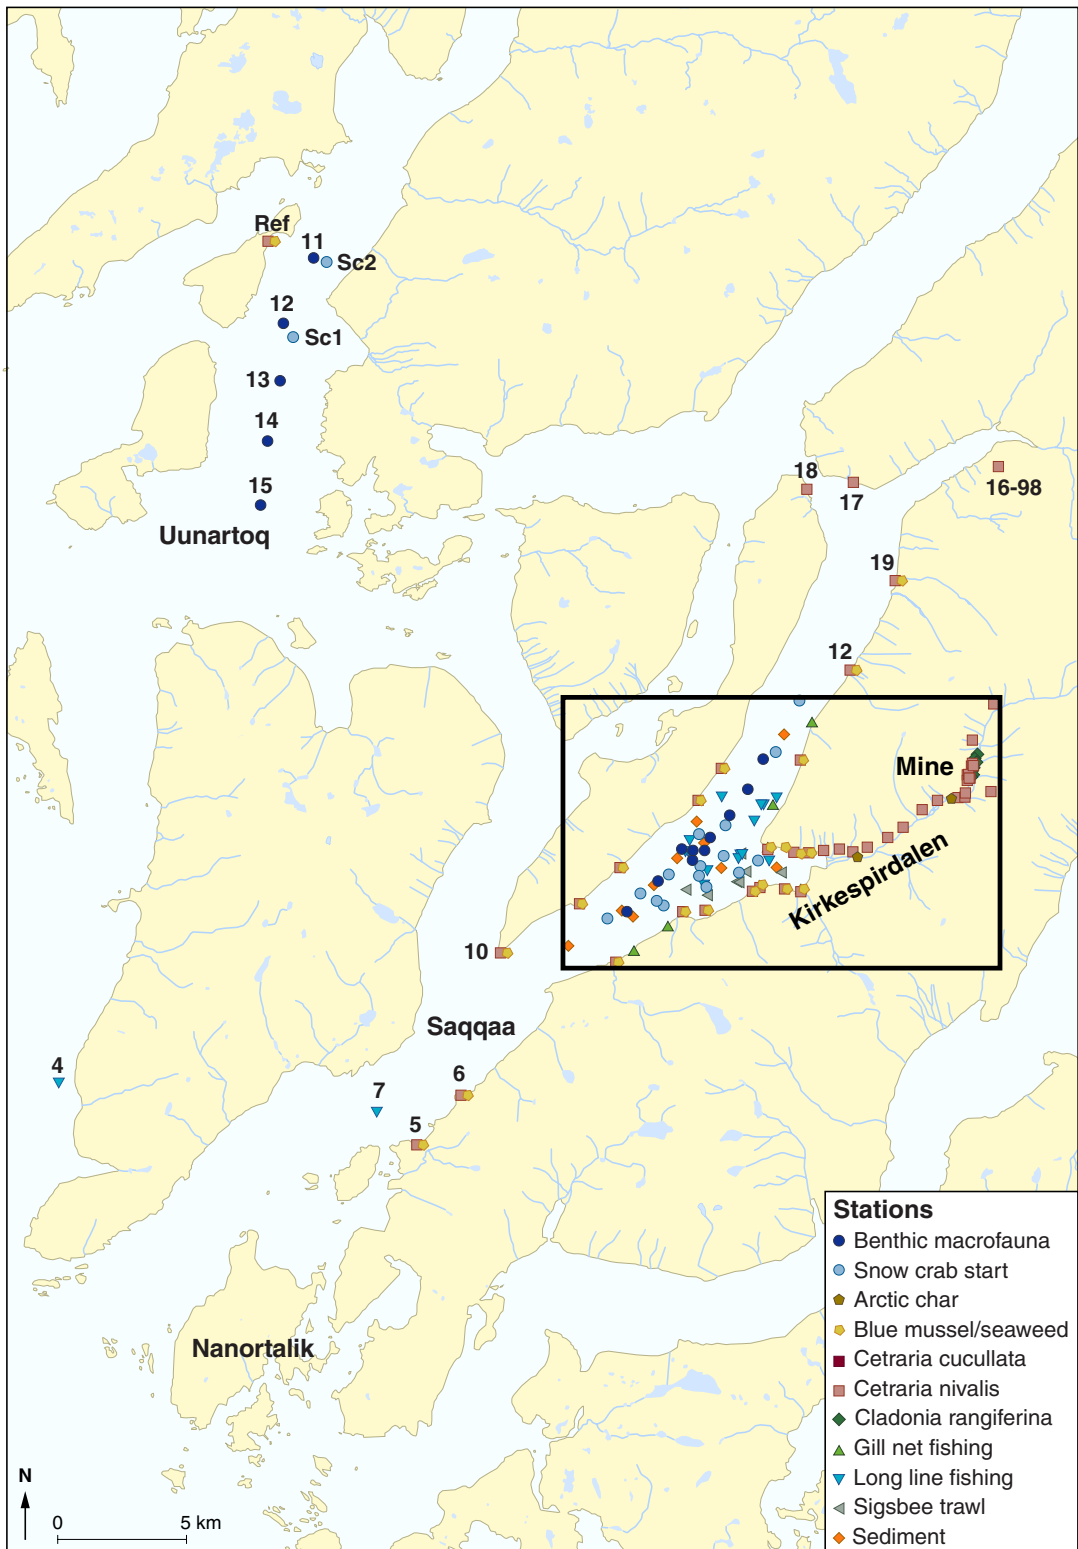 Ref
11
Sc2
12
Sc1
13
14
15
Uunartoq
18
17
16-98
19
12
Mine
Kirkespirdalen
10
Saqqaa
4
7
6
5
Nanortalik
N
0 5 km
Stations
Benthic macrofauna
Snow crab start
Arctic char
Blue mussel/seaweed
Cetraria cucullata
Cetraria nivalis
Cladonia rangiferina
Gill net fishing
Long line fishing
Sigsbee trawl
Sediment